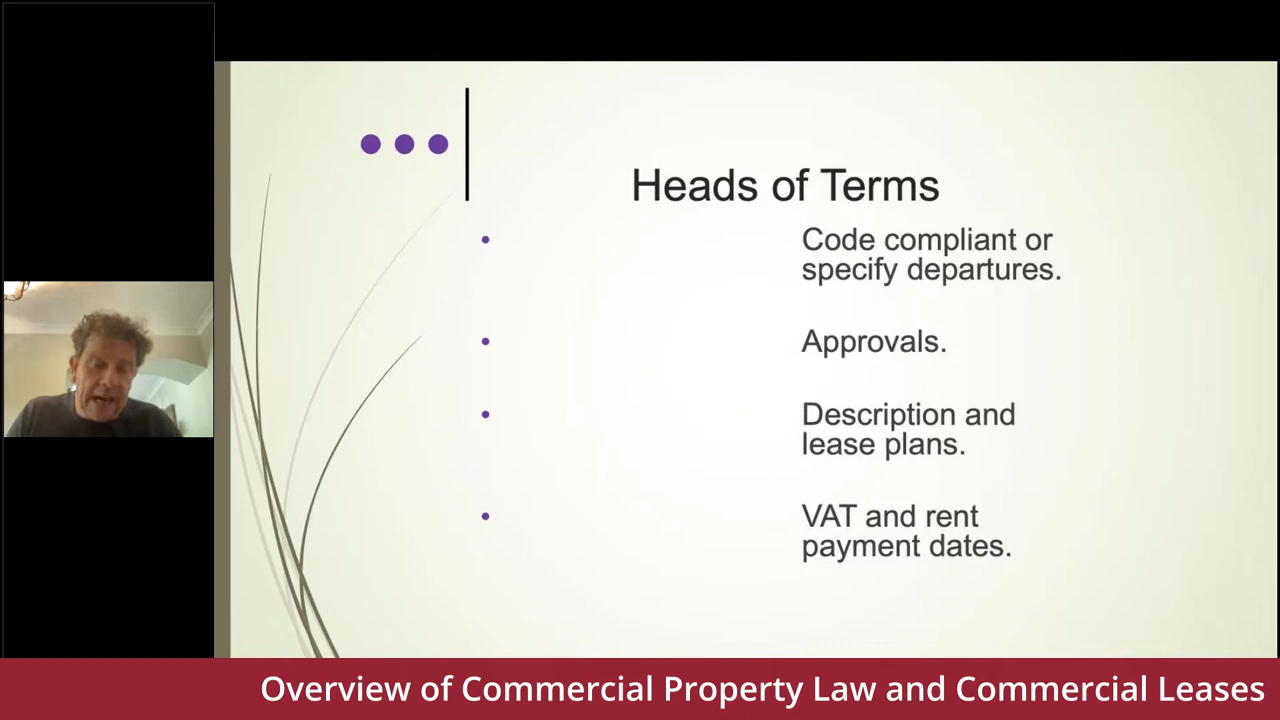 Heads of Terms
Code compliant or
specify departures.
Approvals.
Description and
lease plans.
VAT and rent
payment dates.
Overview of Commercial Property Law and Commercial Leases